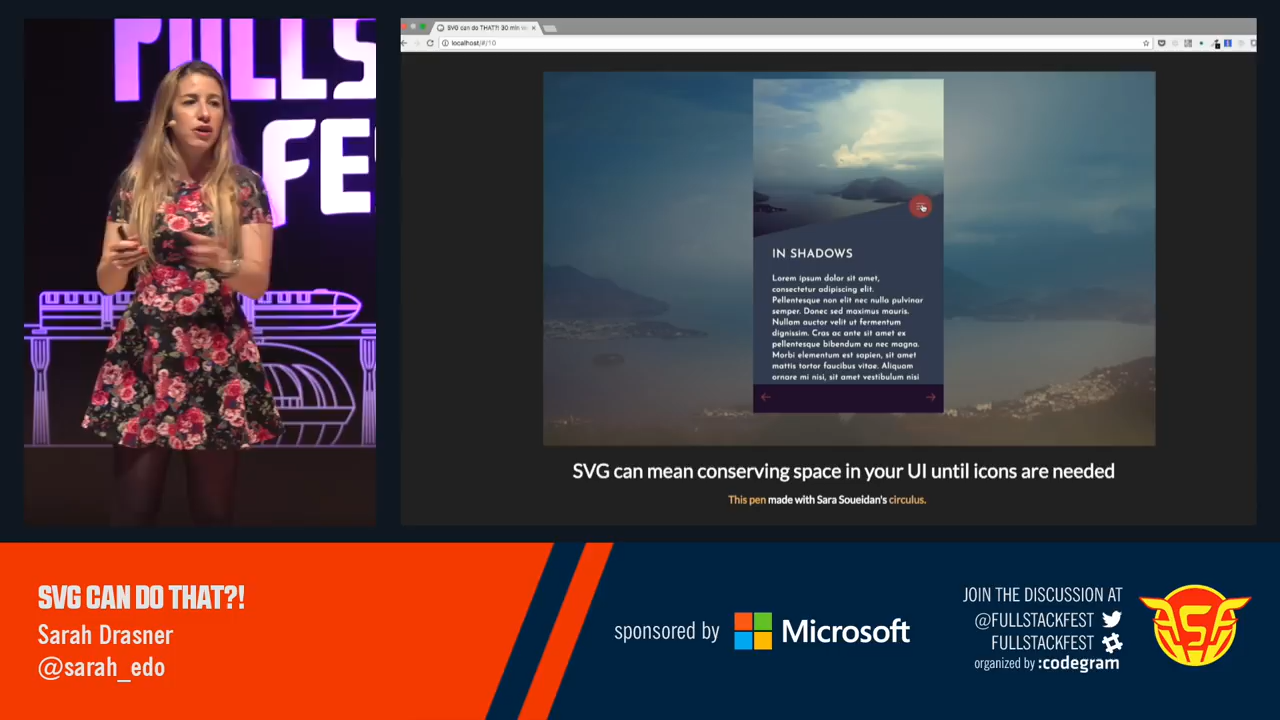 FULLS
FES
SVG can do THAT?! 30 min
localhost/#/10
IN SHADOWS
Lorem ipsum dolor sit amet,
consectetur adipiscing elit.
Pellentesque non elit nec nulla pulvinar
semper. Donec sed maximus mauris.
Nullam auctor velit ut fermentum
dignissim. Cras ac ante sit amet ex
pellentesque bibendum eu nec magna.
Morbi elementum est sapien, sit amet
mattis tortor faucibus vitae. Aliquam
ornare mi nisi, sit amet vestibulum nisi
SVG can mean conserving space in your UI until icons are needed
This pen made with Sara Soueidan's circulus.
SVG CAN DO THAT?!
Sarah Drasner
@sarah_edo
sponsored by Microsoft
JOIN THE DISCUSSION AT
@FULLSTACKFEST
FULLSTACKFEST
organized by :codegram
FSF